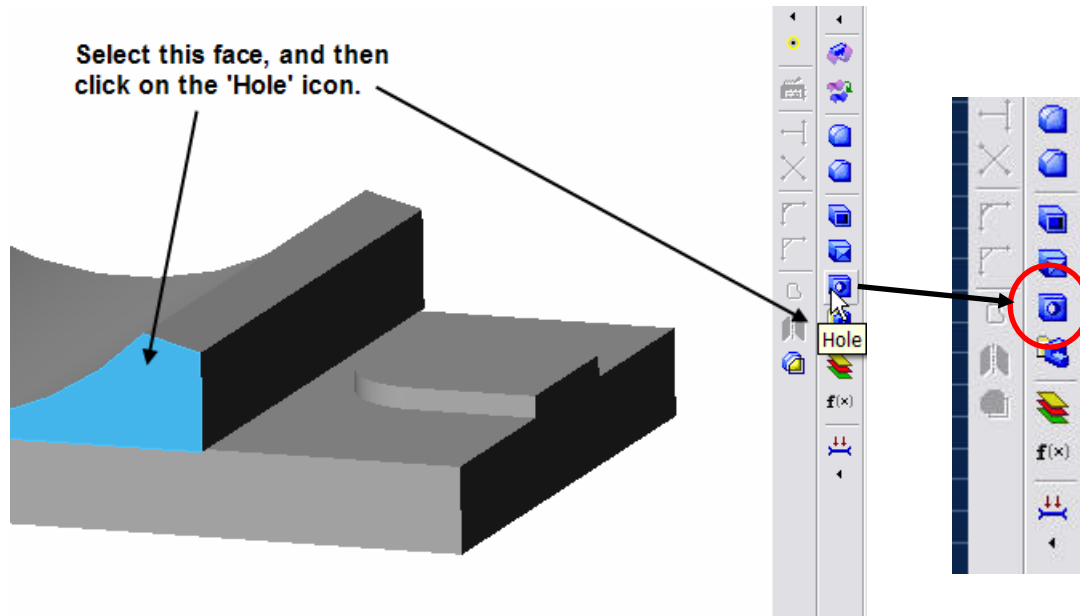 Select this face, and then
click on the 'Hole' icon.
Hole
f(×)
f(×)